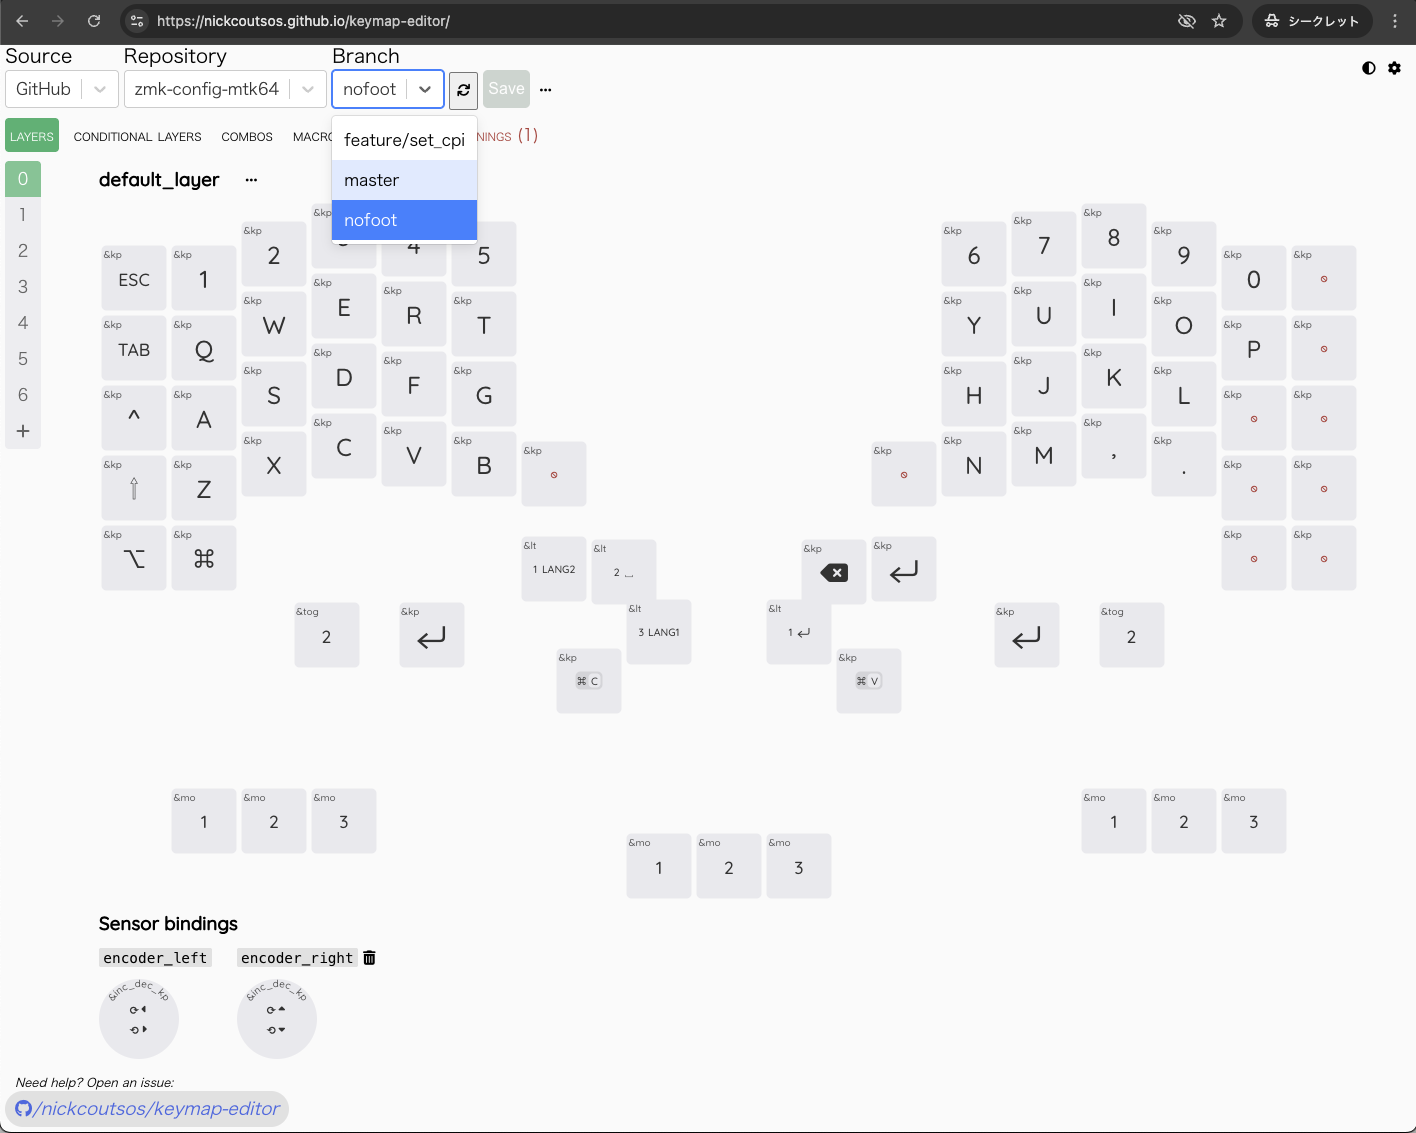 https://nickcoutsos.github.io/keymap-editor/
シークレット
Source Repository Branch
GitHub zmk-config-mtk64 nofoot Save
LAYERS CONDITIONAL LAYERS COMBOS MACRO NINGS (1)
feature/set_cpi
master
nofoot
0
1
2
3
4
5
6
+
default_layer
&kp ESC &kp 1 &kp 2 &kp &kp 4 &kp 5
&kp 6 &kp 7 &kp 8 &kp 9 &kp 0 &kp
&kp TAB &kp Q &kp W &kp E &kp R &kp T
&kp Y &kp U &kp I &kp O &kp P &kp
&kp ^ &kp A &kp S &kp D &kp F &kp G
&kp H &kp J &kp K &kp L &kp &kp
&kp ⇧ &kp Z &kp X &kp C &kp V &kp B &kp
&kp &kp N &kp M &kp , &kp . &kp &kp
&kp ⌥ &kp ⌘ &lt 1 LANG2 &lt 2 ⎵ &kp ⌫ &kp ↵ &kp &kp
&tog 2 &kp ↵ &lt 3 LANG1 &lt 1 ↵ &kp ↵ &tog 2
&kp ⌘ C &kp ⌘ V
&mo 1 &mo 2 &mo 3 &mo 1 &mo 2 &mo 3
&mo 1 &mo 2 &mo 3
Sensor bindings
encoder_left encoder_right
&inc_dec_kp &inc_dec_kp
Need help? Open an issue:
/nickcoutsos/keymap-editor